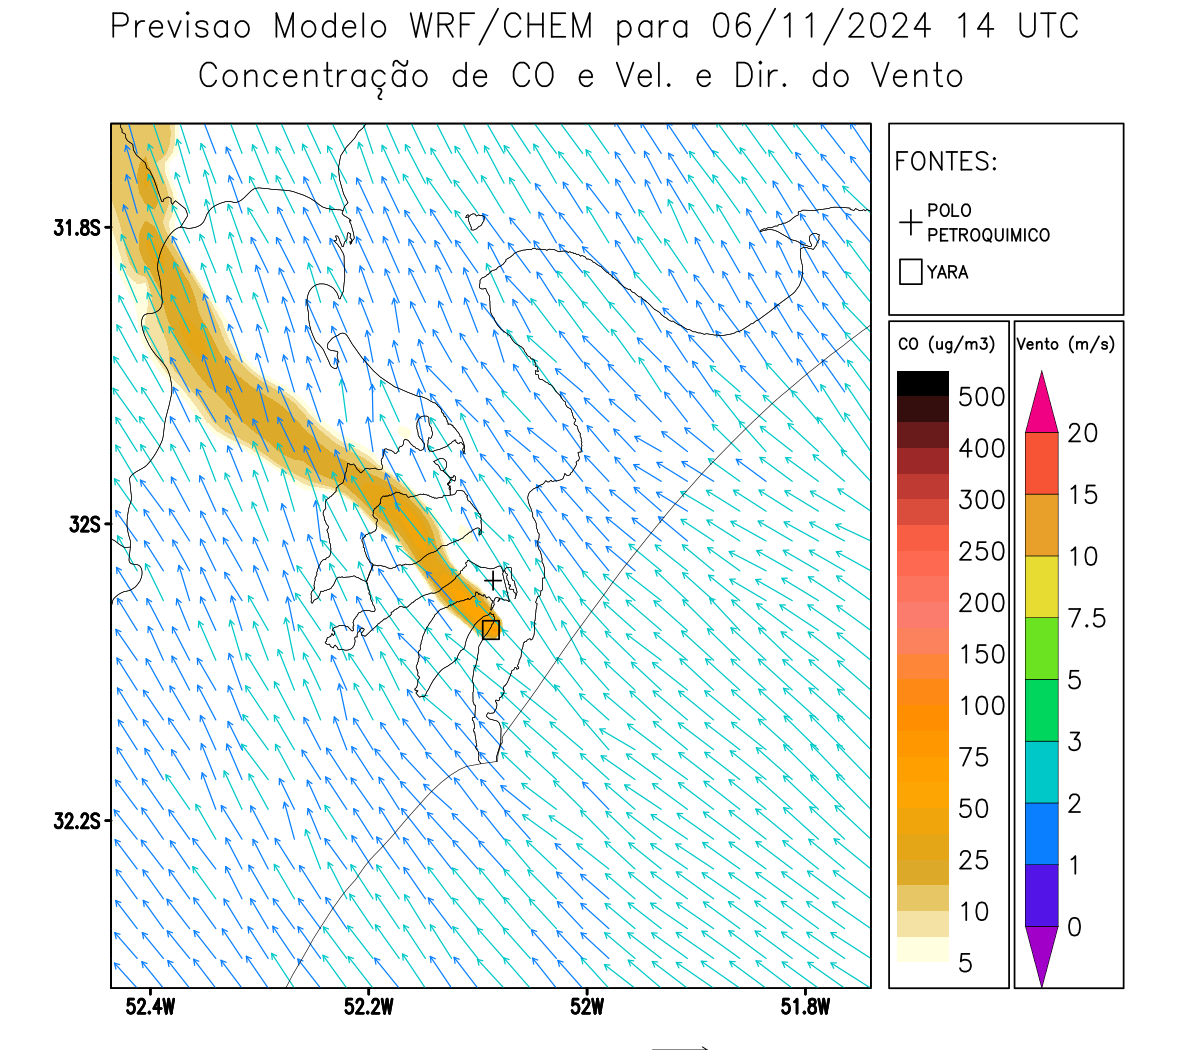 Previsao Modelo WRF/CHEM para 06/11/2024 14 UTC
Concentração de CO e Vel. e Dir. do Vento
FONTES:
POLO
PETROQUIMICO
YARA
CO (ug/m3)
500
400
300
250
200
150
100
75
50
25
10
5
Vento (m/s)
20
15
10
7.5
5
3
2
1
0
31.8S
32S
32.2S
52.4W
52.2W
52W
51.8W